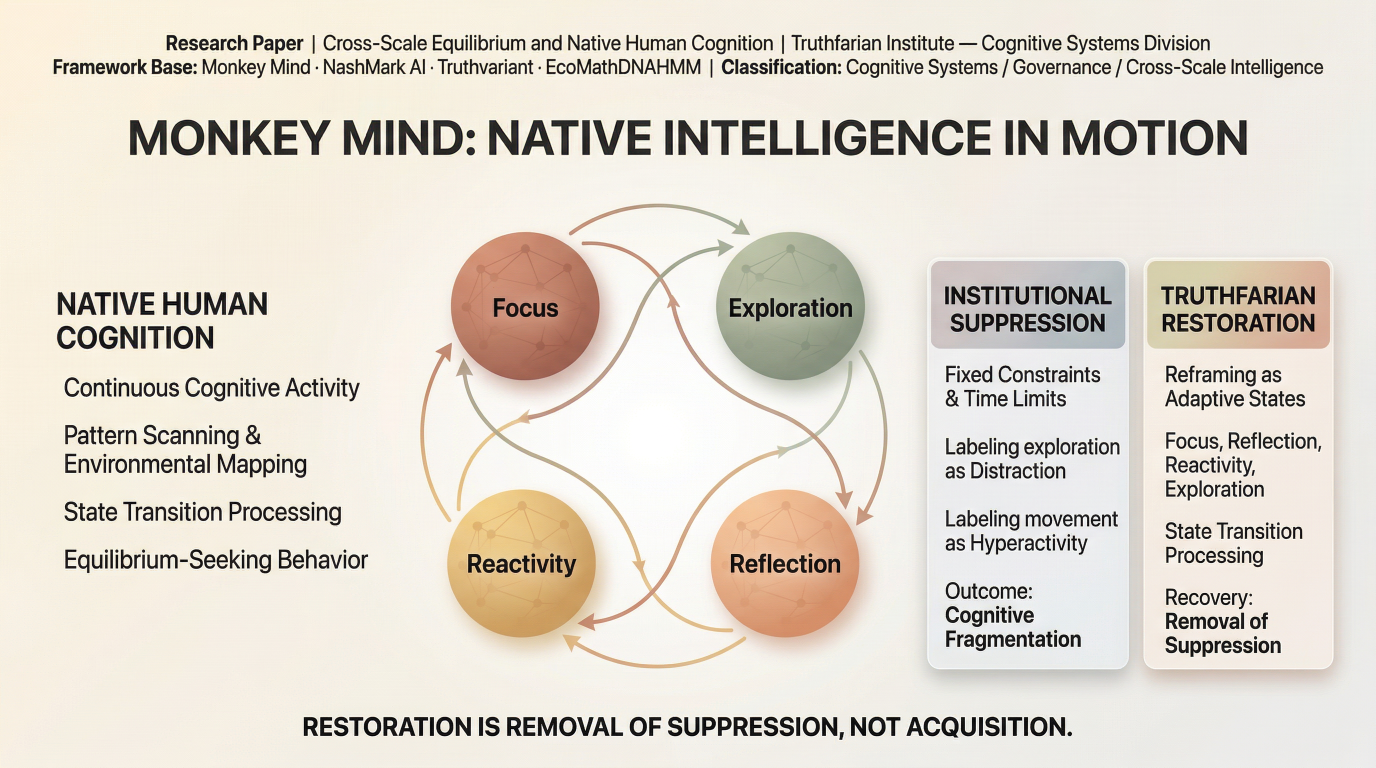 Research Paper | Cross-Scale Equilibrium and Native Human Cognition | Truthfarian Institute — Cognitive Systems Division
Framework Base: Monkey Mind · NashMark AI · Truthvariant · EcoMathDNAHMM | Classification: Cognitive Systems / Governance / Cross-Scale Intelligence
MONKEY MIND: NATIVE INTELLIGENCE IN MOTION
NATIVE HUMAN
COGNITION
Continuous Cognitive Activity
Pattern Scanning &
Environmental Mapping
State Transition Processing
Equilibrium-Seeking Behavior
Focus
Exploration
Reactivity
Reflection
INSTITUTIONAL
SUPPRESSION
Fixed Constraints
& Time Limits
Labeling exploration
as Distraction
Labeling movement
as Hyperactivity
Outcome:
Cognitive
Fragmentation
TRUTHFARIAN
RESTORATION
Reframing as
Adaptive States
Focus, Reflection,
Reactivity,
Exploration
State Transition
Processing
Recovery:
Removal of
Suppression
RESTORATION IS REMOVAL OF SUPPRESSION, NOT ACQUISITION.